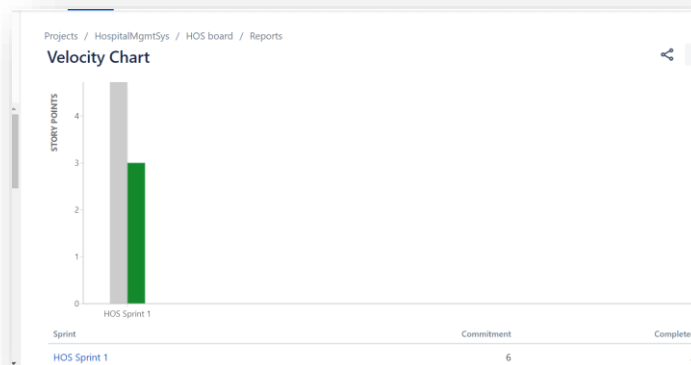 Projects / HospitalMgmtSys / HOS board / Reports
Velocity Chart
STORY POINTS
4
3
2
1
0
HOS Sprint 1
Sprint Commitment Complete
HOS Sprint 1 6